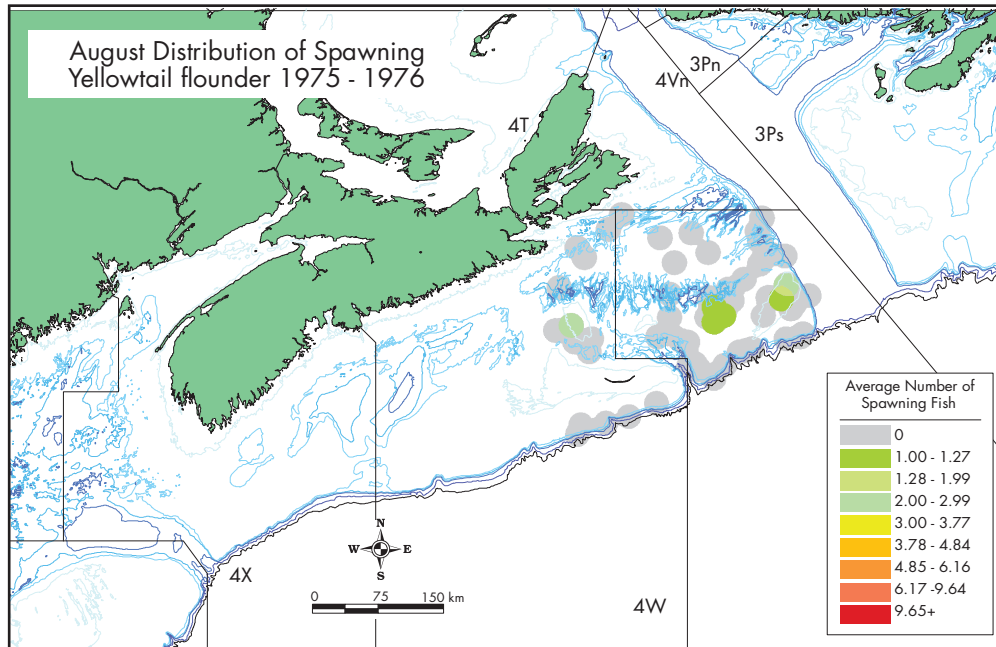 August Distribution of Spawning
Yellowtail flounder 1975 - 1976
3Pn
4Vn
4T
3Ps
Average Number of
Spawning Fish
0
1.00 - 1.27
1.28 - 1.99
2.00 - 2.99
3.00 - 3.77
3.78 - 4.84
4.85 - 6.16
6.17 -9.64
9.65+
N
W E
S
4X
0 75 150 km
4W